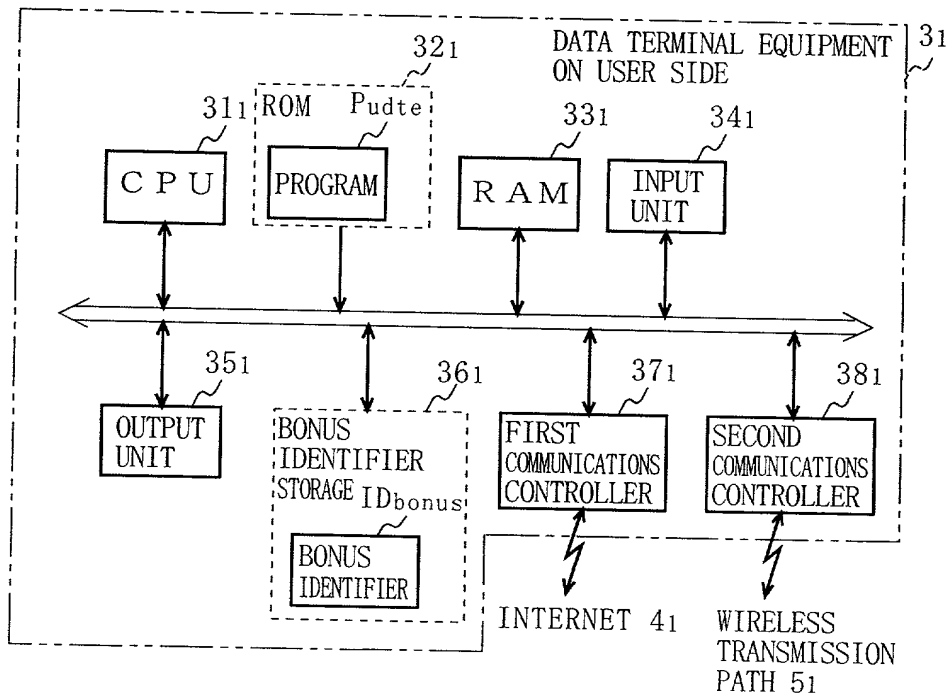 DATA TERMINAL EQUIPMENT
ON USER SIDE
31
321
ROM
Pudte
311
331
341
CPU
PROGRAM
RAM
INPUT
UNIT
351
361
371
381
OUTPUT
UNIT
BONUS
IDENTIFIER
STORAGE
IDbonus
BONUS
IDENTIFIER
FIRST
COMMUNICATIONS
CONTROLLER
SECOND
COMMUNICATIONS
CONTROLLER
INTERNET 41
WIRELESS
TRANSMISSION
PATH 51